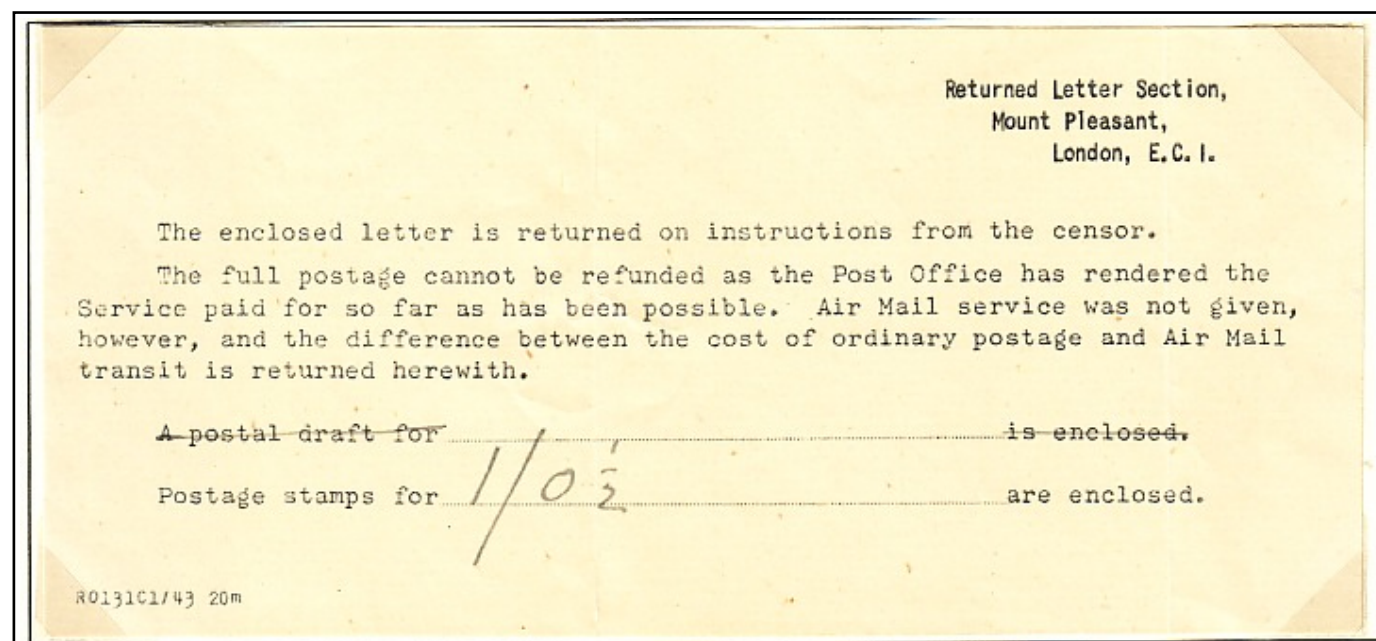 Returned Letter Section,
Mount Pleasant,
London, E.C.1.
The enclosed letter is returned on instructions from the censor.
The full postage cannot be refunded as the Post Office has rendered the
Service paid for so far as has been possible. Air Mail service was not given,
however, and the difference between the cost of ordinary postage and Air Mail
transit is returned herewith.
A postal draft for is enclosed.
Postage stamps for 1/0½ are enclosed.
RO131C1/43 20m